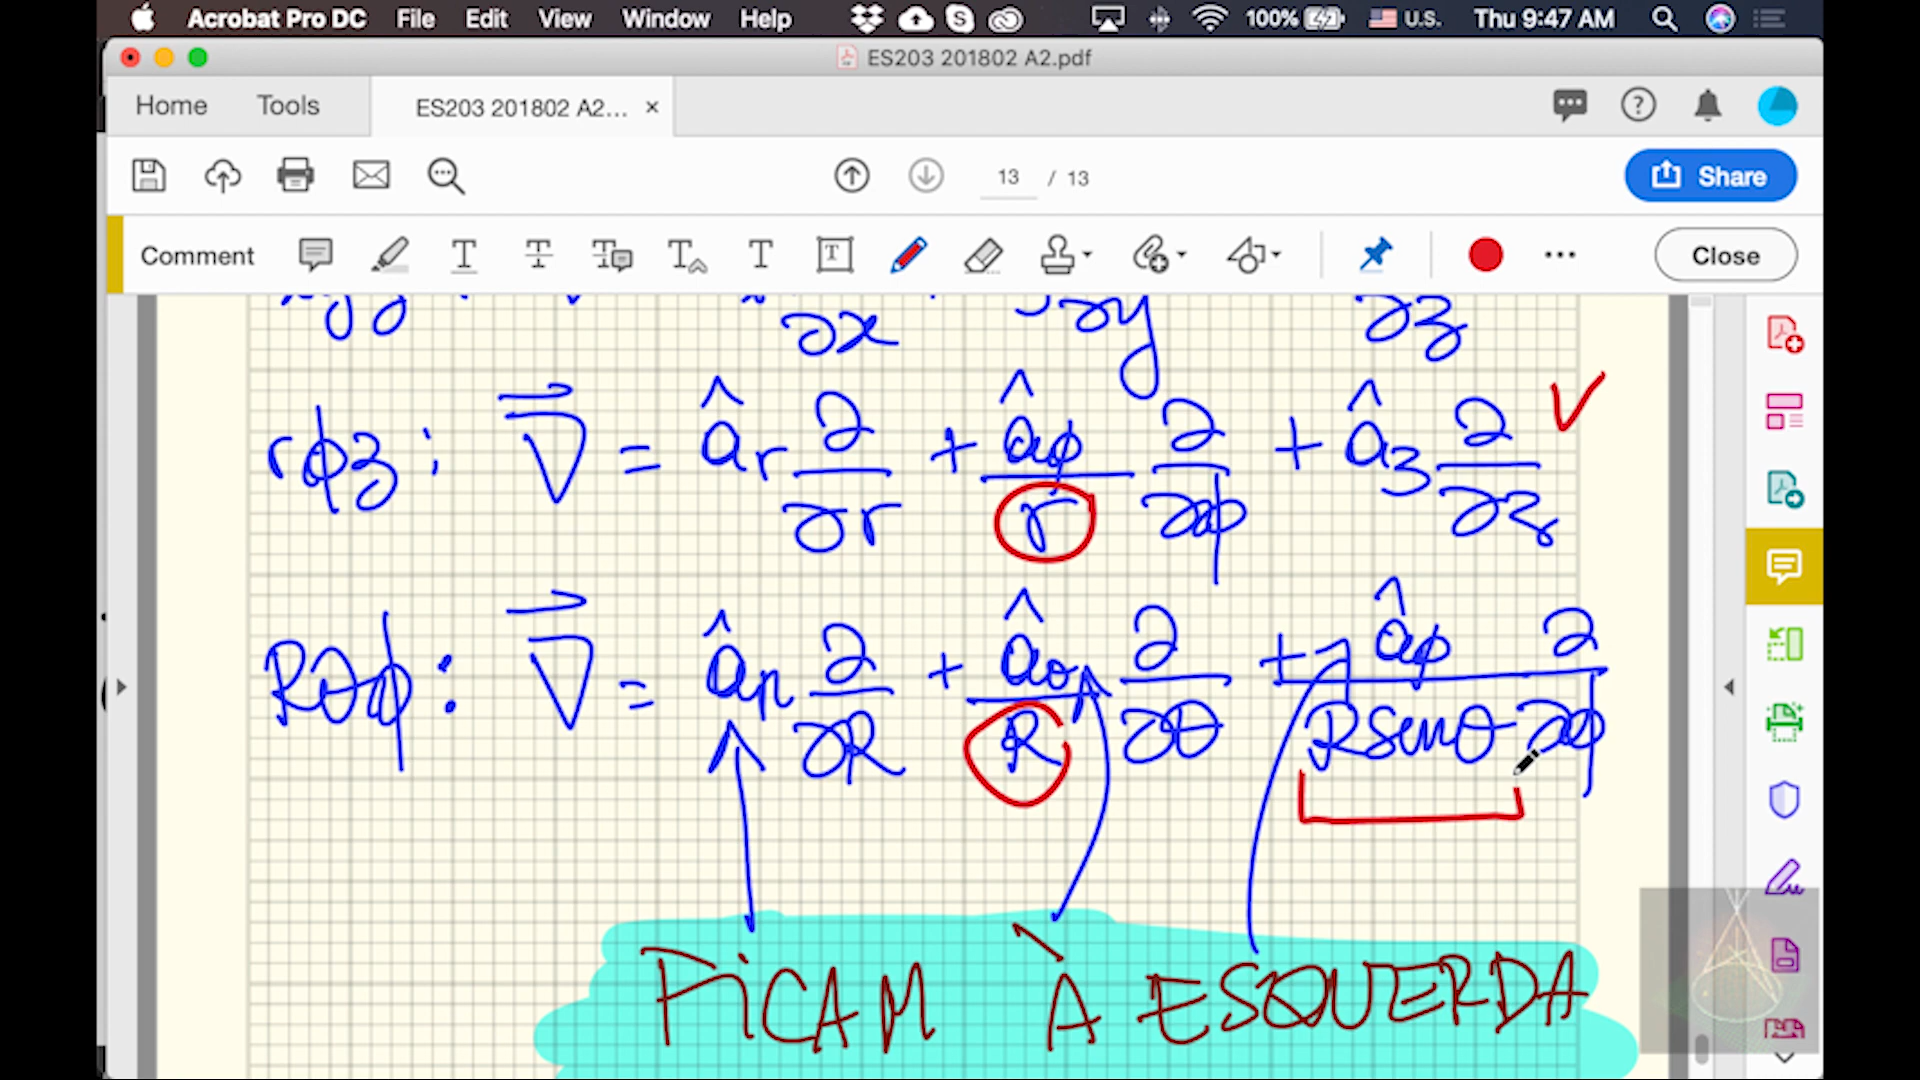 Acrobat Pro DC File Edit View Window Help 100% U.S. Thu 9:47 AM
ES203 201802 A2.pdf
Home Tools ES203 201802 A2... ×
13 / 13 Share
Comment Close
∂x ∂y ∂z
rφz : ∇ = âr ∂/∂r + âφ/r ∂/∂φ + âz ∂/∂z
RθΦ : ∇ = âR ∂/∂R + âθ/R ∂/∂θ + âφ/Rsenθ ∂/∂φ
FICAM À ESQUERDA